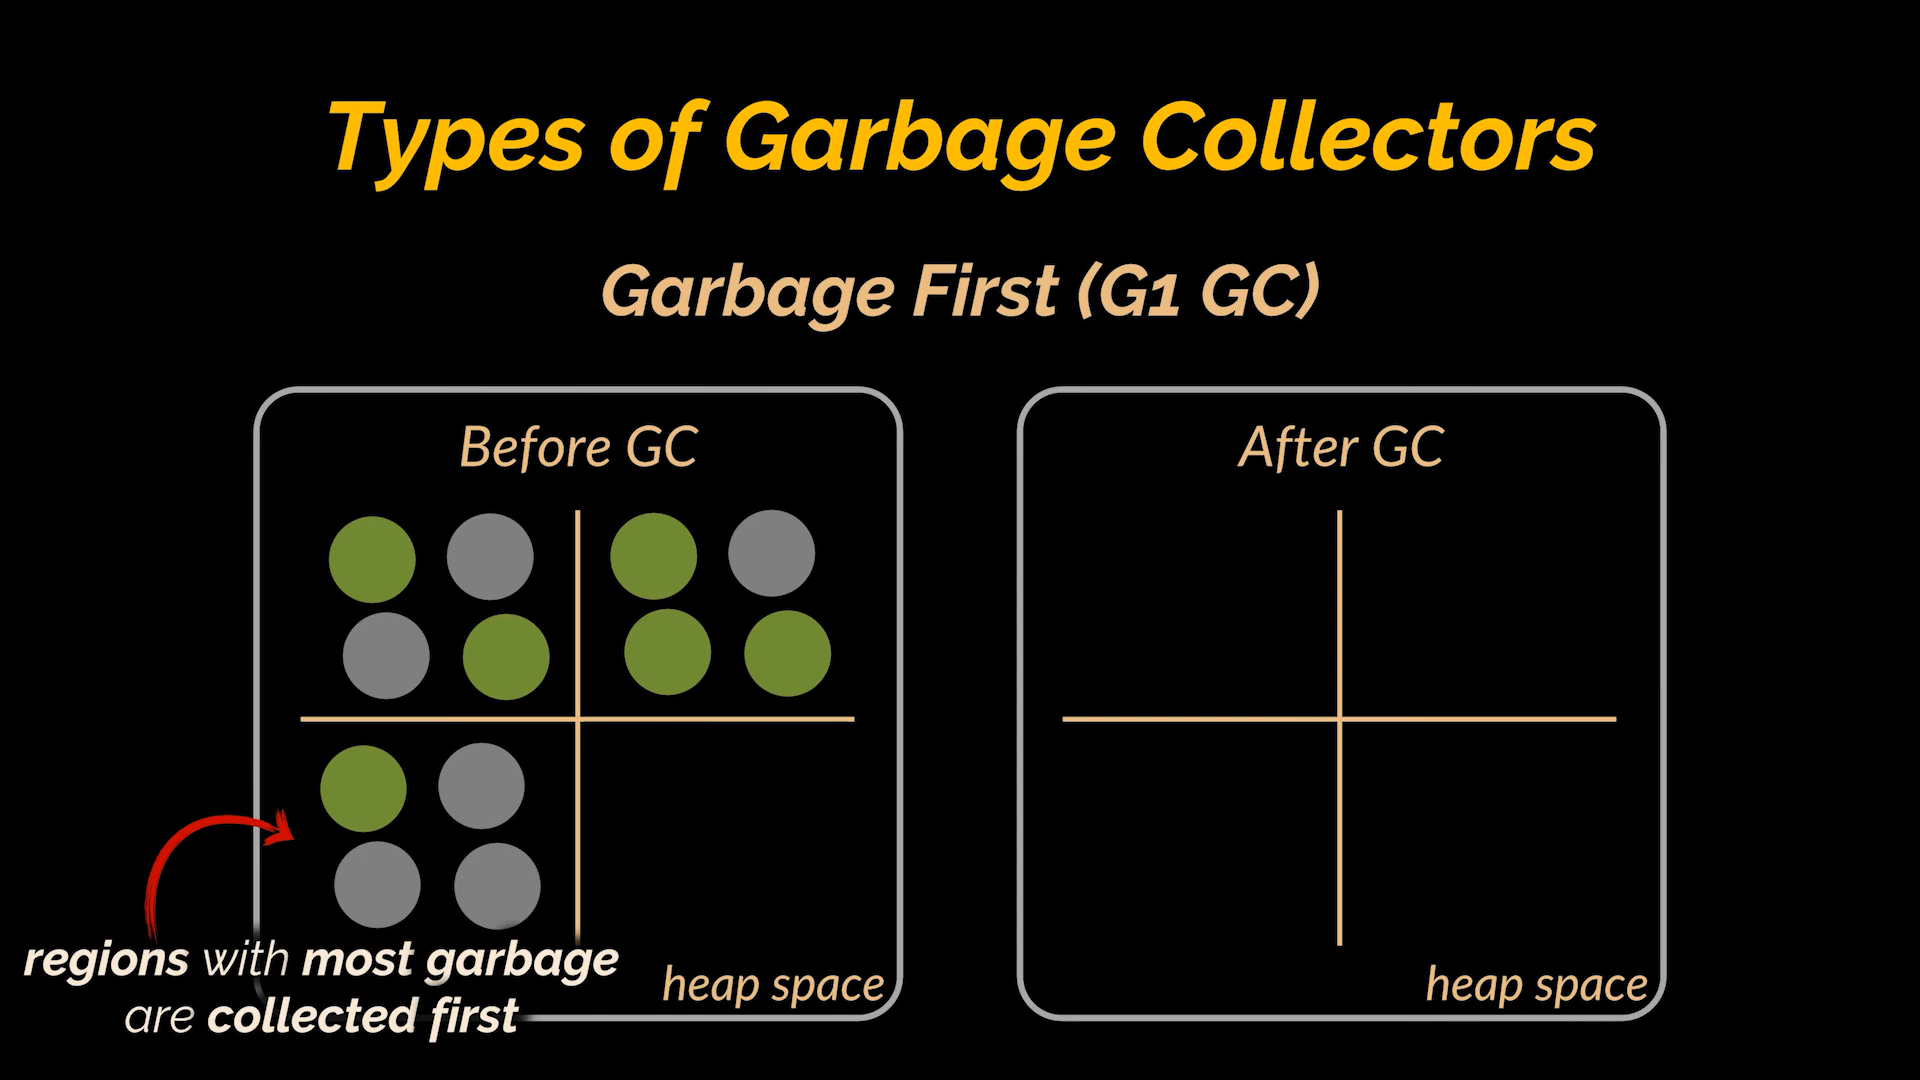 Types of Garbage Collectors
Garbage First (G1 GC)
Before GC
After GC
regions with most garbage
are collected first
heap space
heap space